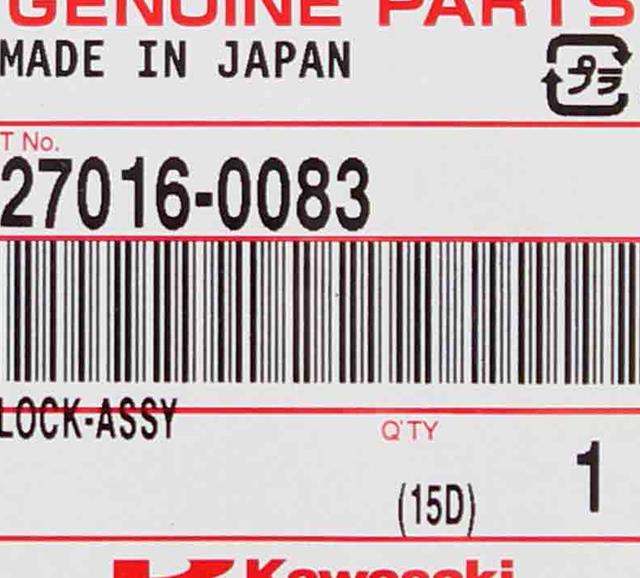 GENUINE PARTS
MADE IN JAPAN
プラ
T No.
27016-0083
LOCK-ASSY
Q'TY
(15D)
1
Kawasaki